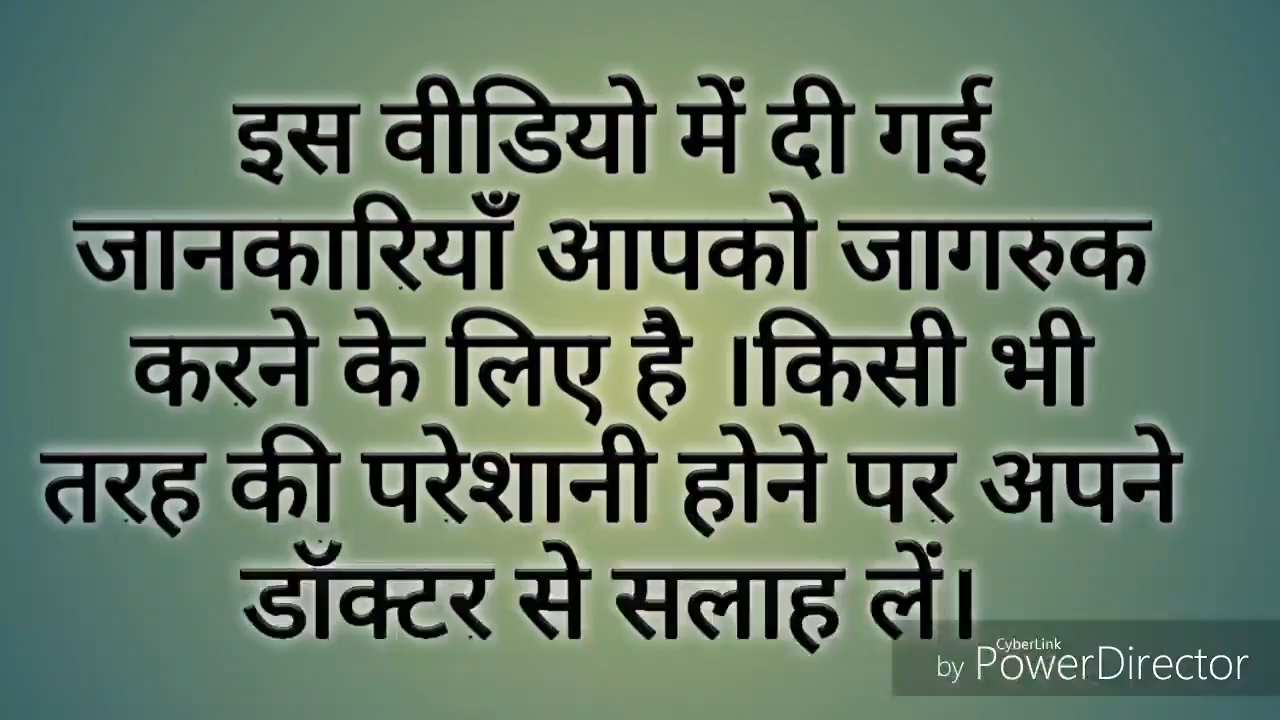 इस वीडियो में दी गई
जानकारियाँ आपको जागरुक
करने के लिए है ।किसी भी
तरह की परेशानी होने पर अपने
डॉक्टर से सलाह लें।
CyberLink
by PowerDirector